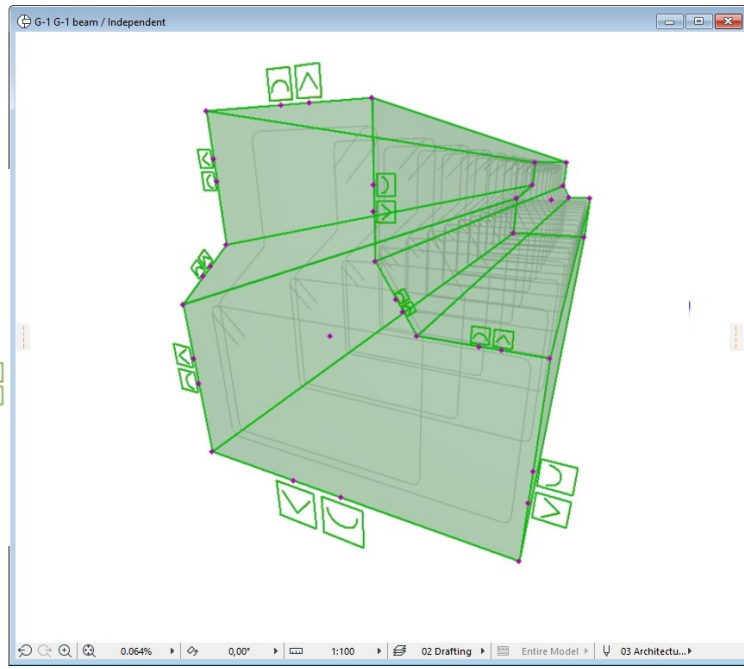 G-1 G-1 beam / Independent
0.064% 0,00° 1:100 02 Drafting Entire Model 03 Architectu...